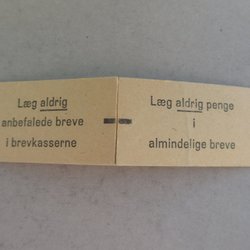 Læg aldrig
anbefalede breve
i brevkasserne
Læg aldrig penge
i
almindelige breve